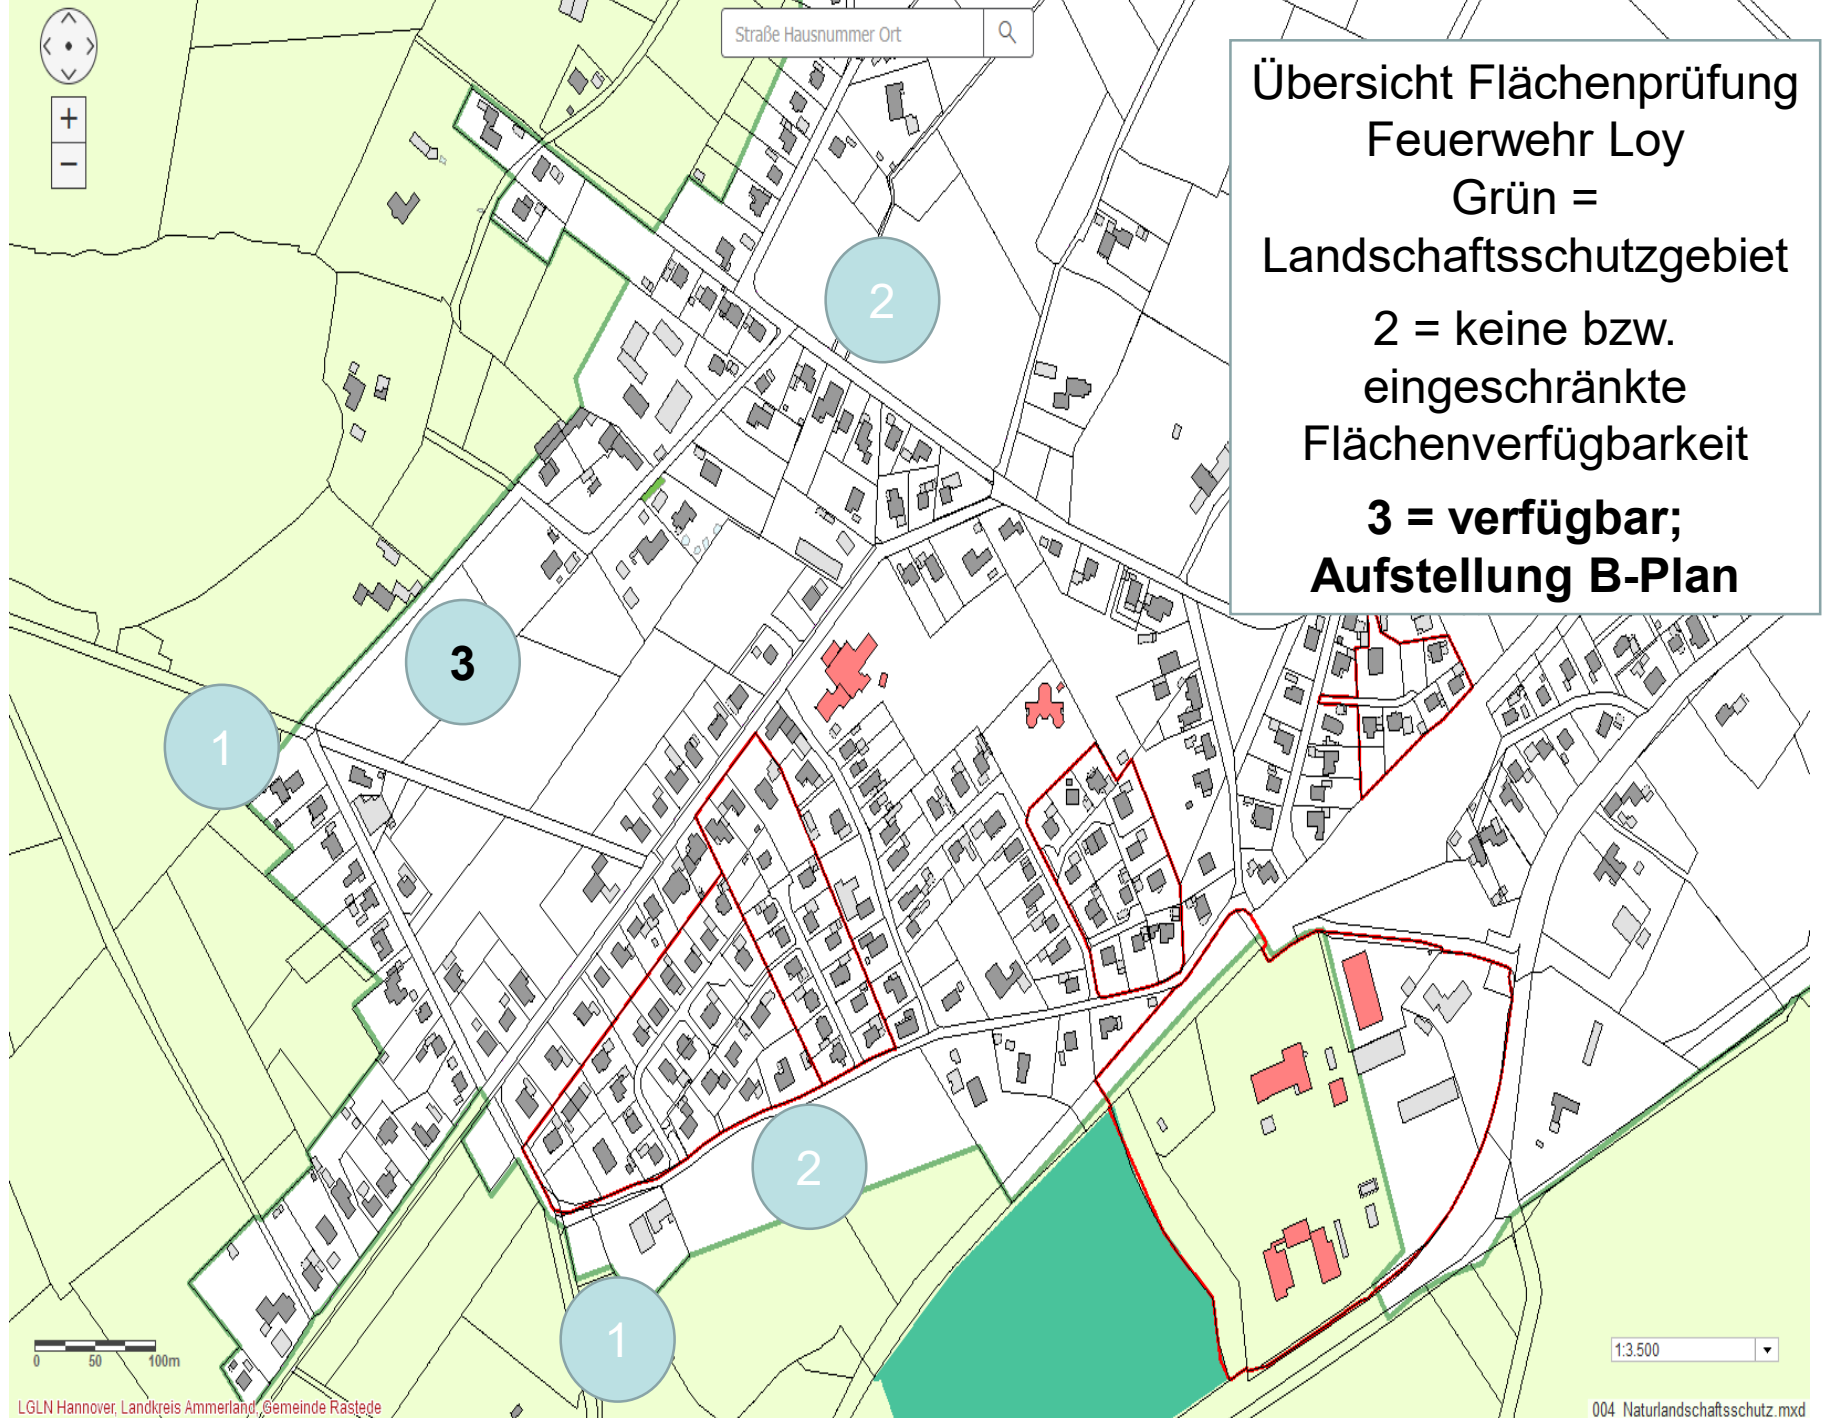 Straße Hausnummer Ort
Übersicht Flächenprüfung
Feuerwehr Loy
Grün =
Landschaftsschutzgebiet
2 = keine bzw.
eingeschränkte
Flächenverfügbarkeit
3 = verfügbar;
Aufstellung B-Plan
+
−
2
3
1
2
1
0 50 100m
1:3.500
LGLN Hannover, Landkreis Ammerland, Gemeinde Rastede
004_Naturlandschaftsschutz.mxd